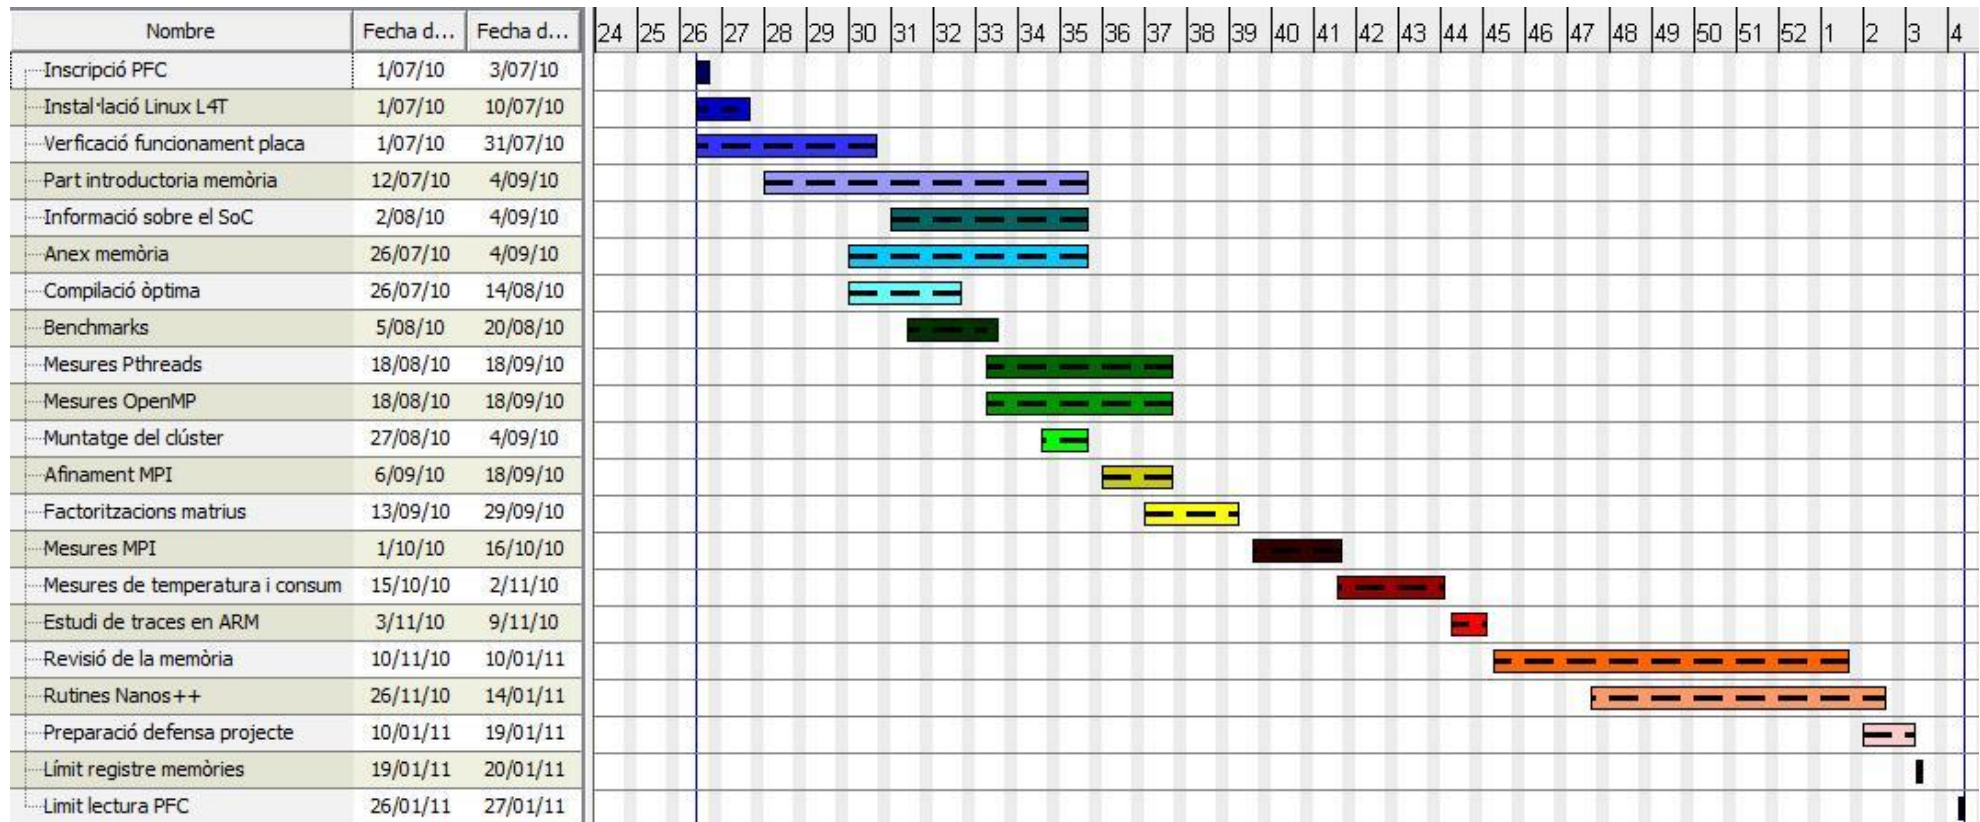 Nombre Fecha d... Fecha d... 24 25 26 27 28 29 30 31 32 33 34 35 36 37 38 39 40 41 42 43 44 45 46 47 48 49 50 51 52 1 2 3 4
Inscripció PFC 1/07/10 3/07/10
Instal·lació Linux L4T 1/07/10 10/07/10
Verficació funcionament placa 1/07/10 31/07/10
Part introductoria memòria 12/07/10 4/09/10
Informació sobre el SoC 2/08/10 4/09/10
Anex memòria 26/07/10 4/09/10
Compilació òptima 26/07/10 14/08/10
Benchmarks 5/08/10 20/08/10
Mesures Pthreads 18/08/10 18/09/10
Mesures OpenMP 18/08/10 18/09/10
Muntatge del clúster 27/08/10 4/09/10
Afinament MPI 6/09/10 18/09/10
Factoritzacions matrius 13/09/10 29/09/10
Mesures MPI 1/10/10 16/10/10
Mesures de temperatura i consum 15/10/10 2/11/10
Estudi de traces en ARM 3/11/10 9/11/10
Revisió de la memòria 10/11/10 10/01/11
Rutines Nanos++ 26/11/10 14/01/11
Preparació defensa projecte 10/01/11 19/01/11
Límit registre memòries 19/01/11 20/01/11
Limit lectura PFC 26/01/11 27/01/11